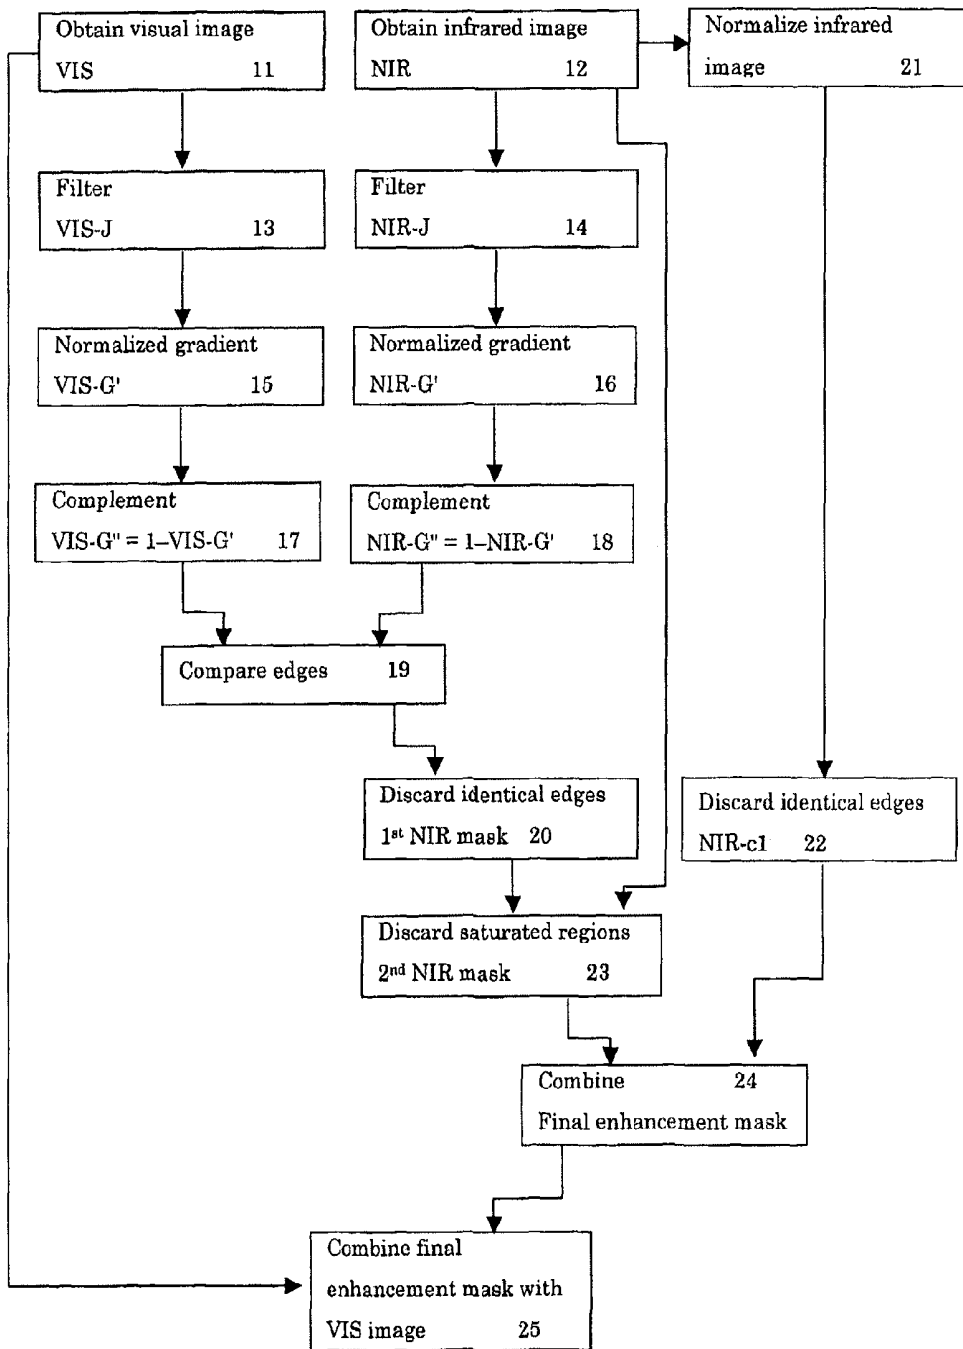 Obtain visual image
VIS 11
Obtain infrared image
NIR 12
Normalize infrared
image 21
Filter
VIS-J 13
Filter
NIR-J 14
Normalized gradient
VIS-G' 15
Normalized gradient
NIR-G' 16
Complement
VIS-G" = 1–VIS-G' 17
Complement
NIR-G" = 1–NIR-G' 18
Compare edges 19
Discard identical edges
1st NIR mask 20
Discard identical edges
NIR-c1 22
Discard saturated regions
2nd NIR mask 23
Combine 24
Final enhancement mask
Combine final
enhancement mask with
VIS image 25